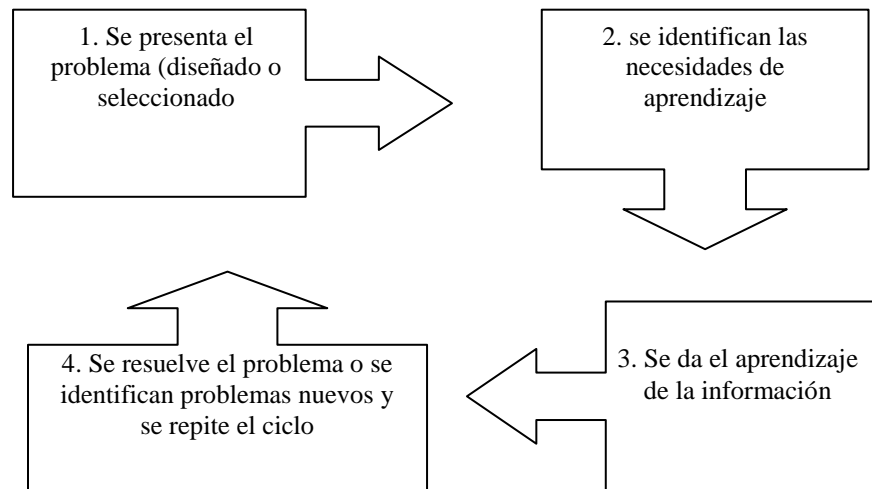 1. Se presenta el
problema (diseñado o
seleccionado
2. se identifican las
necesidades de
aprendizaje
3. Se da el aprendizaje
de la información
4. Se resuelve el problema o se
identifican problemas nuevos y
se repite el ciclo